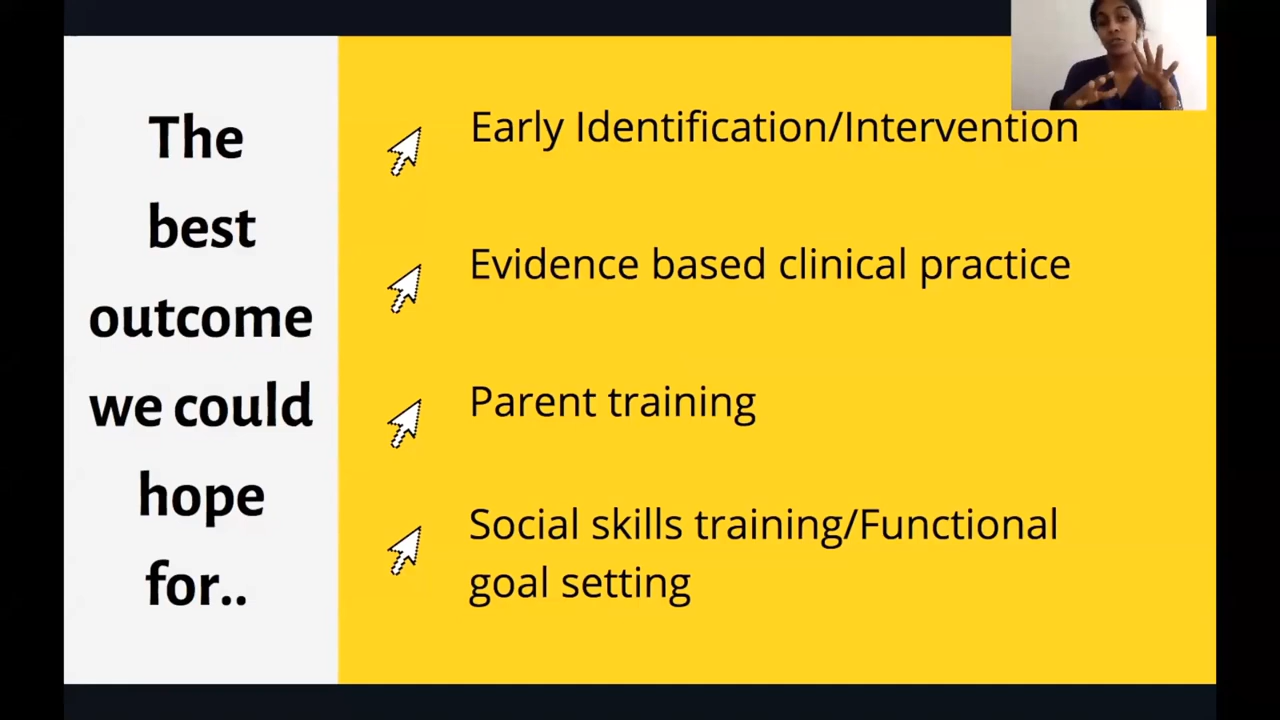 The
best
outcome
we could
hope
for..
Early Identification/Intervention
Evidence based clinical practice
Parent training
Social skills training/Functional
goal setting